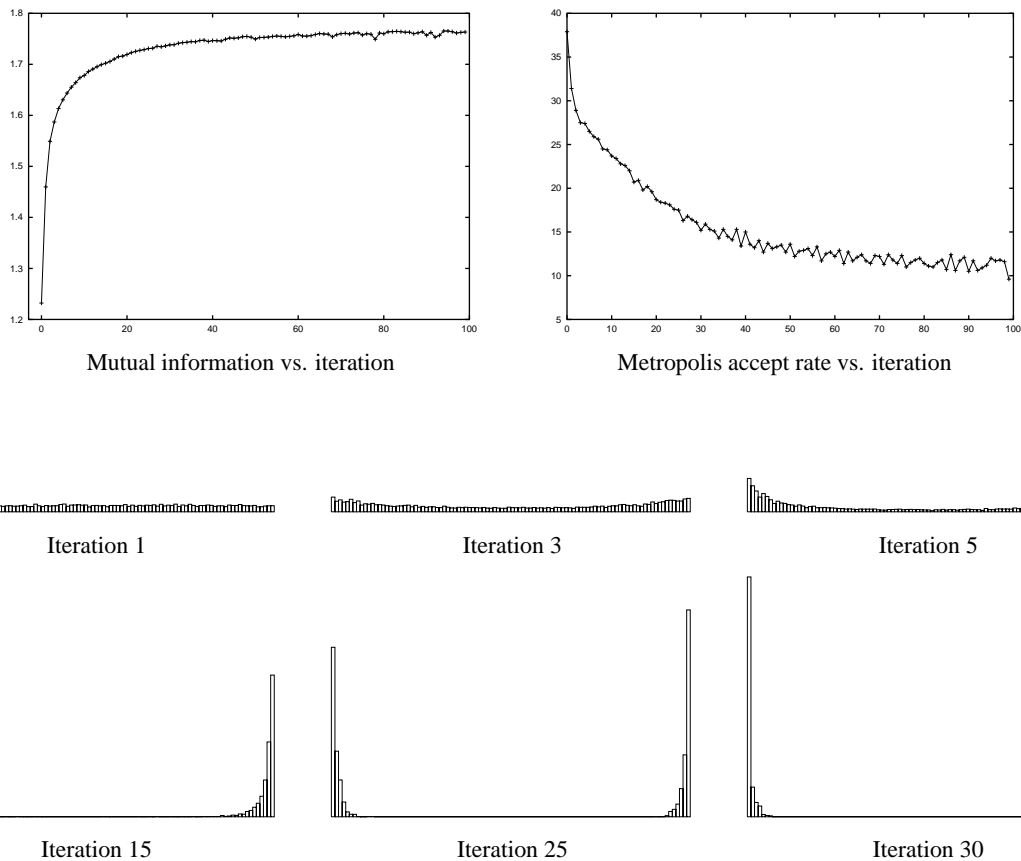 1.8
1.7
1.6
1.5
1.4
1.3
1.2
0 20 40 60 80 100
Mutual information vs. iteration
40
35
30
25
20
15
10
5
0 10 20 30 40 50 60 70 80 90 100
Metropolis accept rate vs. iteration
Iteration 1
Iteration 3
Iteration 5
Iteration 15
Iteration 25
Iteration 30